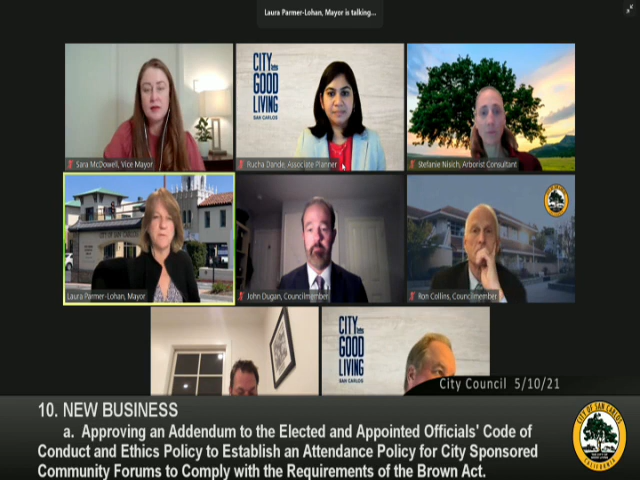 Laura Parmer-Lohan, Mayor is talking...
CITY
GOOD
LIVING
SAN CARLOS
Sara McDowell, Vice Mayor
Rucha Dande, Associate Planner
Stefanie Nisich, Arborist Consultant
Laura Parmer-Lohan, Mayor
John Dugan, Councilmember
Ron Collins, Councilmember
CITY
GOOD
LIVING
SAN CARLOS
City Council 5/10/21
10. NEW BUSINESS
a. Approving an Addendum to the Elected and Appointed Officials' Code of
Conduct and Ethics Policy to Establish an Attendance Policy for City Sponsored
Community Forums to Comply with the Requirements of the Brown Act.
CITY OF SAN CARLOS
CALIFORNIA